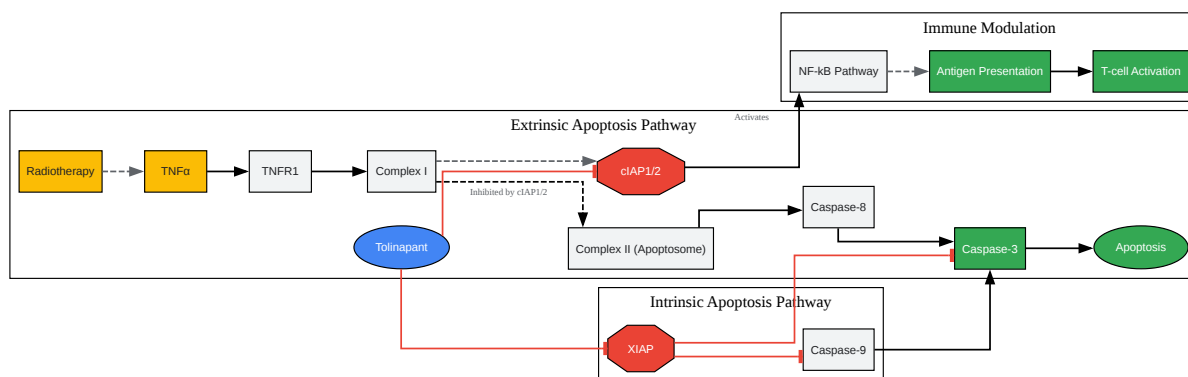 Immune Modulation
NF-kB Pathway
Antigen Presentation
T-cell Activation
Activates
Extrinsic Apoptosis Pathway
Radiotherapy
TNFα
TNFR1
Complex I
cIAP1/2
Inhibited by cIAP1/2
Caspase-8
Tolinapant
Complex II (Apoptosome)
Caspase-3
Apoptosis
Intrinsic Apoptosis Pathway
XIAP
Caspase-9